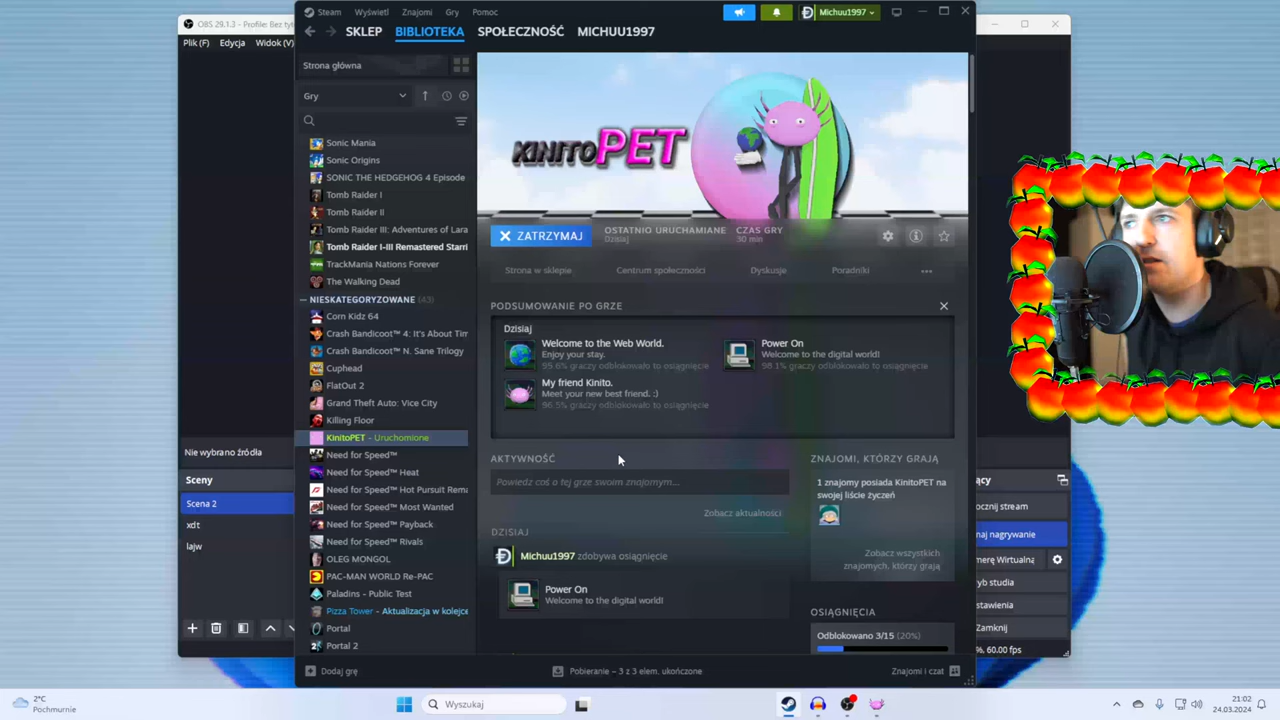 OBS 29.1.3 - Profile: Bez t
Plik (F)
Edycja
Widok (V)
Steam
Wyświetl
Znajomi
Gry
Pomoc
Michuu1997
SKLEP
BIBLIOTEKA
SPOŁECZNOŚĆ
MICHUU1997
Strona główna
Gry
Sonic Mania
Sonic Origins
SONIC THE HEDGEHOG 4 Episode
Tomb Raider I
Tomb Raider II
Tomb Raider III: Adventures of Lara
Tomb Raider I-III Remastered Starri
TrackMania Nations Forever
The Walking Dead
NIESKATEGORYZOWANE (43)
Corn Kidz 64
Crash Bandicoot™ 4: It's About Tim
Crash Bandicoot™ N. Sane Trilogy
Cuphead
FlatOut 2
Grand Theft Auto: Vice City
Killing Floor
KinitoPET - Uruchomione
Need for Speed™
Need for Speed™ Heat
Need for Speed™ Hot Pursuit Rema
Need for Speed™ Most Wanted
Need for Speed™ Payback
Need for Speed™ Rivals
OLEG MONGOL
PAC-MAN WORLD Re-PAC
Paladins - Public Test
Pizza Tower - Aktualizacja w kolejce
Portal
Portal 2
Dodaj grę
KINITOPET
ZATRZYMAJ
OSTATNIO URUCHAMIANE
Dzisiaj
CZAS GRY
30 min
Strona w sklepie
Centrum społeczności
Dyskusje
Poradniki
PODSUMOWANIE PO GRZE
Dzisiaj
Welcome to the Web World.
Enjoy your stay.
95.6% graczy odblokowało to osiągnięcie
Power On
Welcome to the digital world!
98.1% graczy odblokowało to osiągnięcie
My friend Kinito.
Meet your new best friend. :)
96.5% graczy odblokowało to osiągnięcie
AKTYWNOŚĆ
Powiedz coś o tej grze swoim znajomym...
Zobacz aktualności
DZISIAJ
Michuu1997 zdobywa osiągnięcie
Power On
Welcome to the digital world!
ZNAJOMI, KTÓRZY GRAJĄ
1 znajomy posiada KinitoPET na
swojej liście życzeń
Zobacz wszystkich
znajomych, którzy grają
OSIĄGNIĘCIA
Odblokowano 3/15 (20%)
Pobieranie – 3 z 3 elem. ukończone
Znajomi i czat
Nie wybrano źródła
Sceny
Scena 2
xdt
lajw
ący
ocznij stream
naj nagrywanie
merę Wirtualną
yb studia
stawienia
Zamknij
%, 60.00 fps
2°C
Pochmurnie
Wyszukaj
21:02
24.03.2024